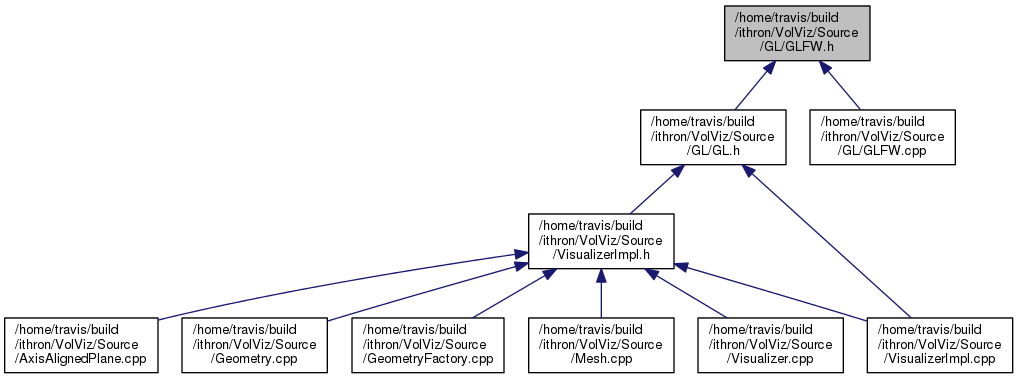 /home/travis/build
/ithron/VolViz/Source
/GL/GLFW.h
/home/travis/build
/ithron/VolViz/Source
/GL/GL.h
/home/travis/build
/ithron/VolViz/Source
/GL/GLFW.cpp
/home/travis/build
/ithron/VolViz/Source
/VisualizerImpl.h
/home/travis/build
/ithron/VolViz/Source
/AxisAlignedPlane.cpp
/home/travis/build
/ithron/VolViz/Source
/Geometry.cpp
/home/travis/build
/ithron/VolViz/Source
/GeometryFactory.cpp
/home/travis/build
/ithron/VolViz/Source
/Mesh.cpp
/home/travis/build
/ithron/VolViz/Source
/Visualizer.cpp
/home/travis/build
/ithron/VolViz/Source
/VisualizerImpl.cpp